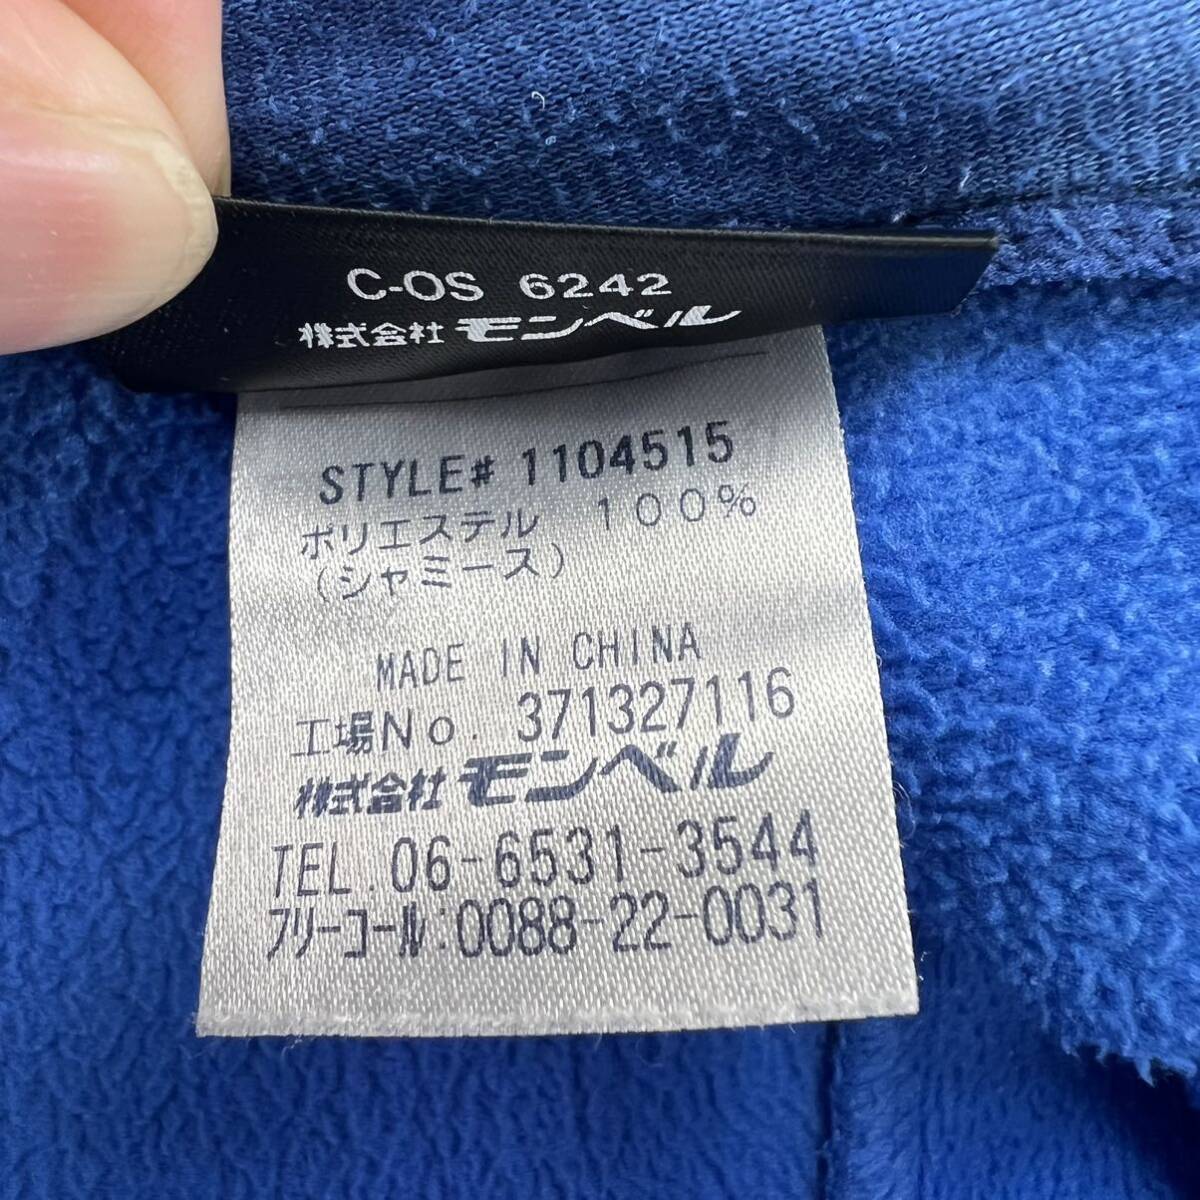 C-OS 6242
株式会社 モンベル
STYLE# 1104515
ポリエステル 100%
(シャミース)
MADE IN CHINA
工場No. 371327116
株式会社 モンベル
TEL.06-6531-3544
フリーコール:0088-22-0031